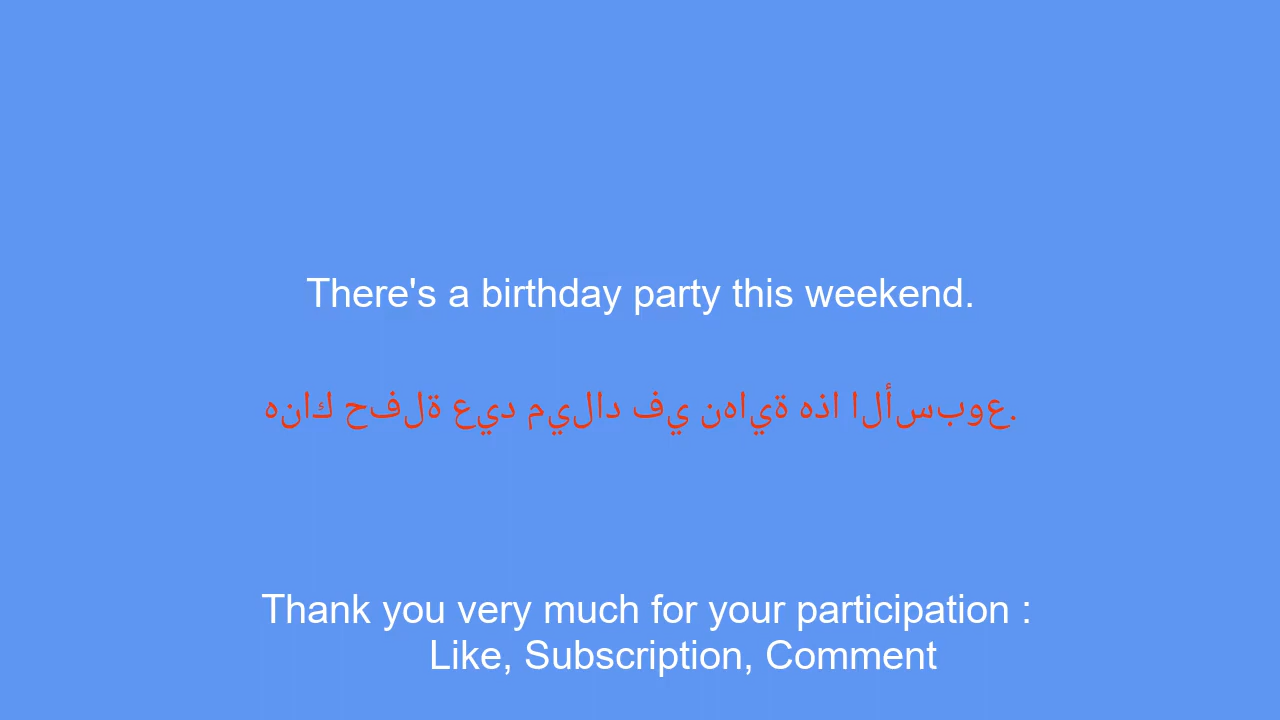 There's a birthday party this weekend.
هناك حفلة عيد ميلاد في نهاية هذا الأسبوع.
Thank you very much for your participation :
Like, Subscription, Comment